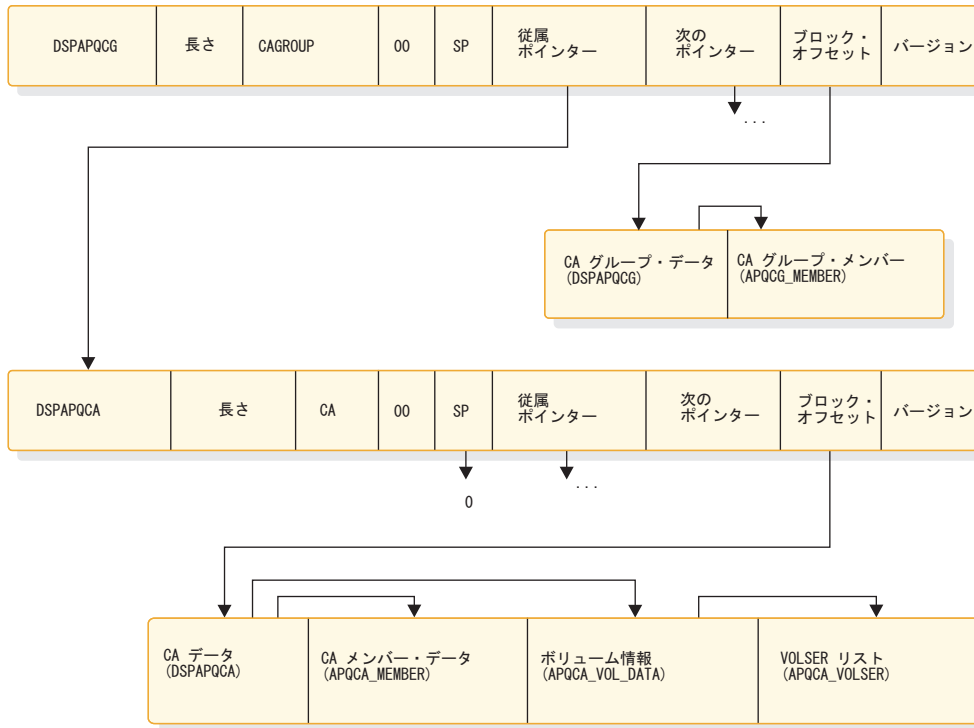 DSPAPQCG
長さ
CAGROUP
00
SP
従属
ポインター
次の
ポインター
ブロック・
オフセット
バージョン
...
CA グループ・データ
(DSPAPQCG)
CA グループ・メンバー
(APQCG_MEMBER)
DSPAPQCA
長さ
CA
00
SP
従属
ポインター
次の
ポインター
ブロック・
オフセット
バージョン
0
...
CA データ
(DSPAPQCA)
CA メンバー・データ
(APQCA_MEMBER)
ボリューム情報
(APQCA_VOL_DATA)
VOLSER リスト
(APQCA_VOLSER)